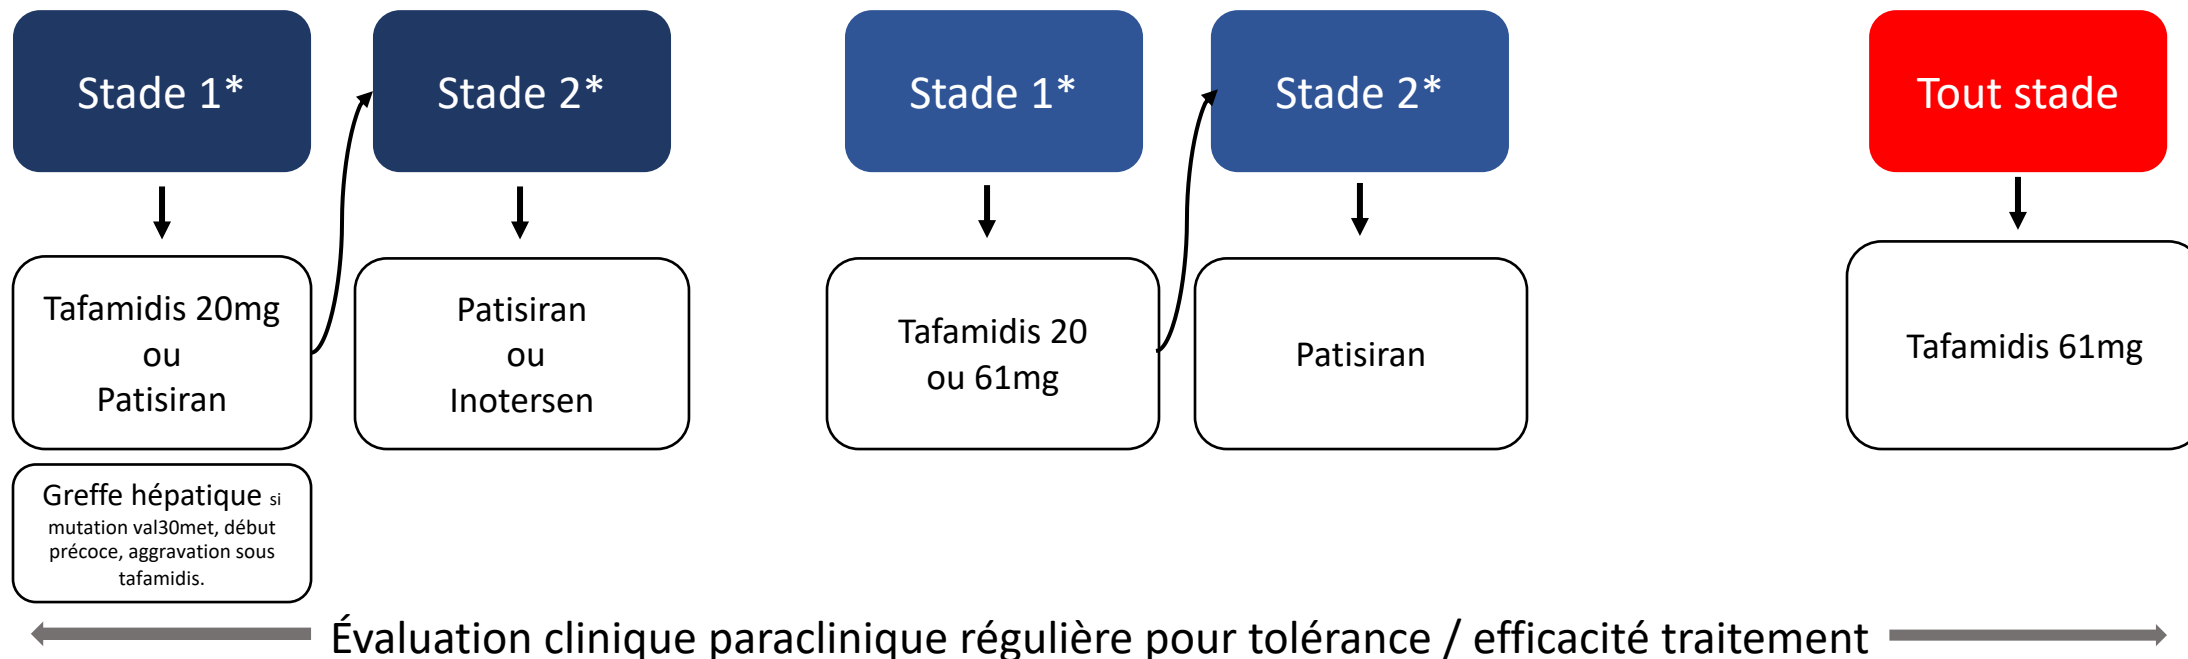 Stade 1*
Stade 2*
Stade 1*
Stade 2*
Tout stade
Tafamidis 20mg
ou
Patisiran
Patisiran
ou
Inotersen
Tafamidis 20
ou 61mg
Patisiran
Tafamidis 61mg
Greffe hépatique si
mutation val30met, début
précoce, aggravation sous
tafamidis.
Évaluation clinique paraclinique régulière pour tolérance / efficacité traitement